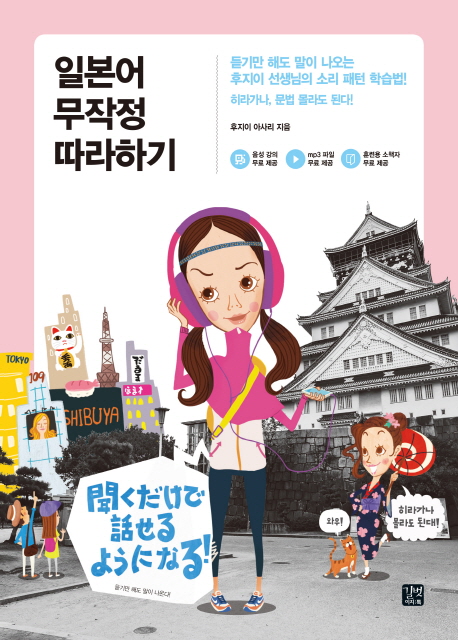 일본어
무작정
따라하기
듣기만 해도 말이 나오는
후지이 선생님의 소리 패턴 학습법!
히라가나, 문법 몰라도 된다!
후지이 아사리 지음
음성 강의
무료 제공
mp3 파일
무료 제공
훈련용 소책자
무료 제공
TOKYO
109
SHIBUYA
聞くだけで
話せる
ようになる!
듣기만 해도 말이 나온다!
와우!
히라가나
몰라도 된대!
길벗
이지:톡